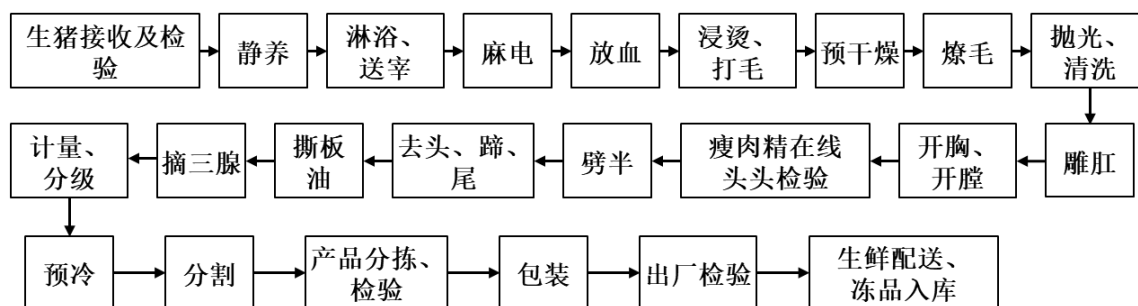 生猪接收及检
验
静养
淋浴、
送宰
麻电
放血
浸烫、
打毛
预干燥
燎毛
抛光、
清洗
雕肛
开胸、
开膛
瘦肉精在线
头头检验
劈半
去头、蹄、
尾
撕板
油
摘三腺
计量、
分级
预冷
分割
产品分拣、
检验
包装
出厂检验
生鲜配送、
冻品入库